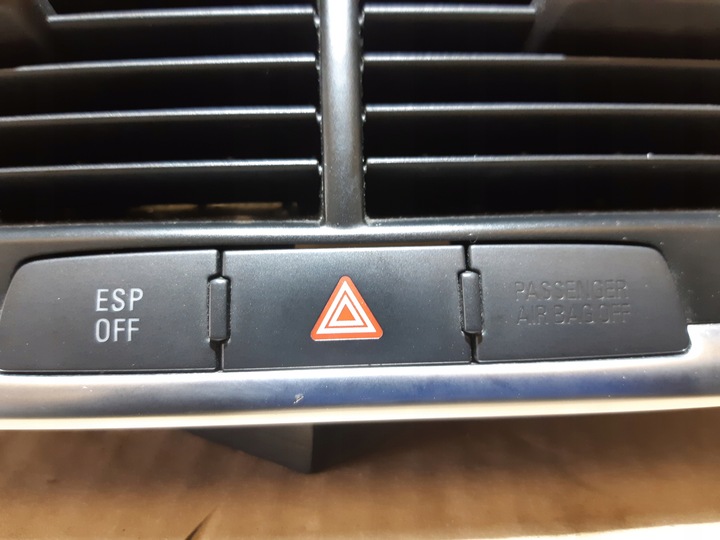 ESP
OFF
PASSENGER
AIR BAG OFF